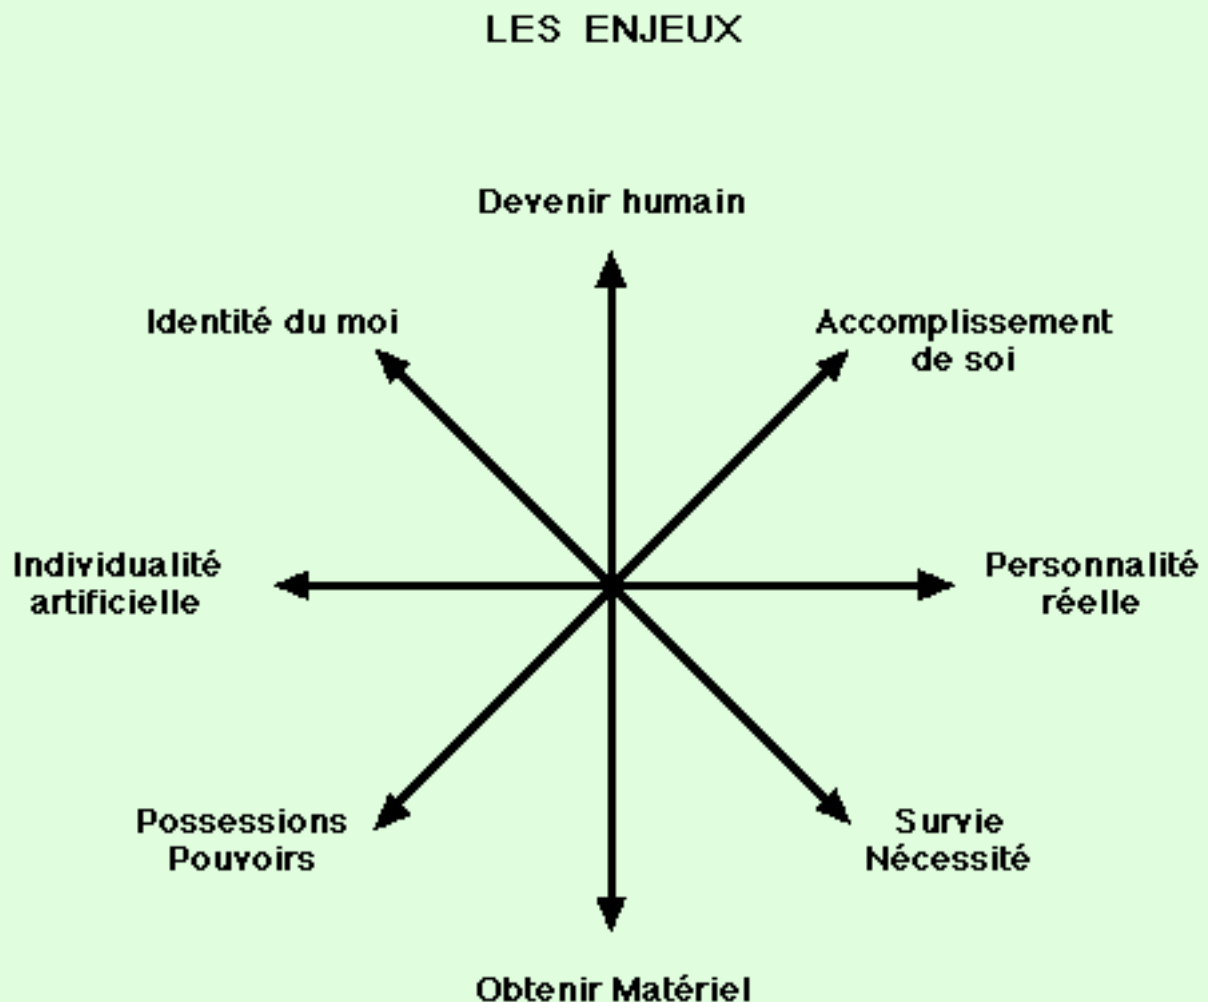 LES ENJEUX
Devenir humain
Identité du moi
Accomplissement
de soi
Individualité
artificielle
Personnalité
réelle
Possessions
Pouvoirs
Survie
Nécessité
Obtenir Matériel